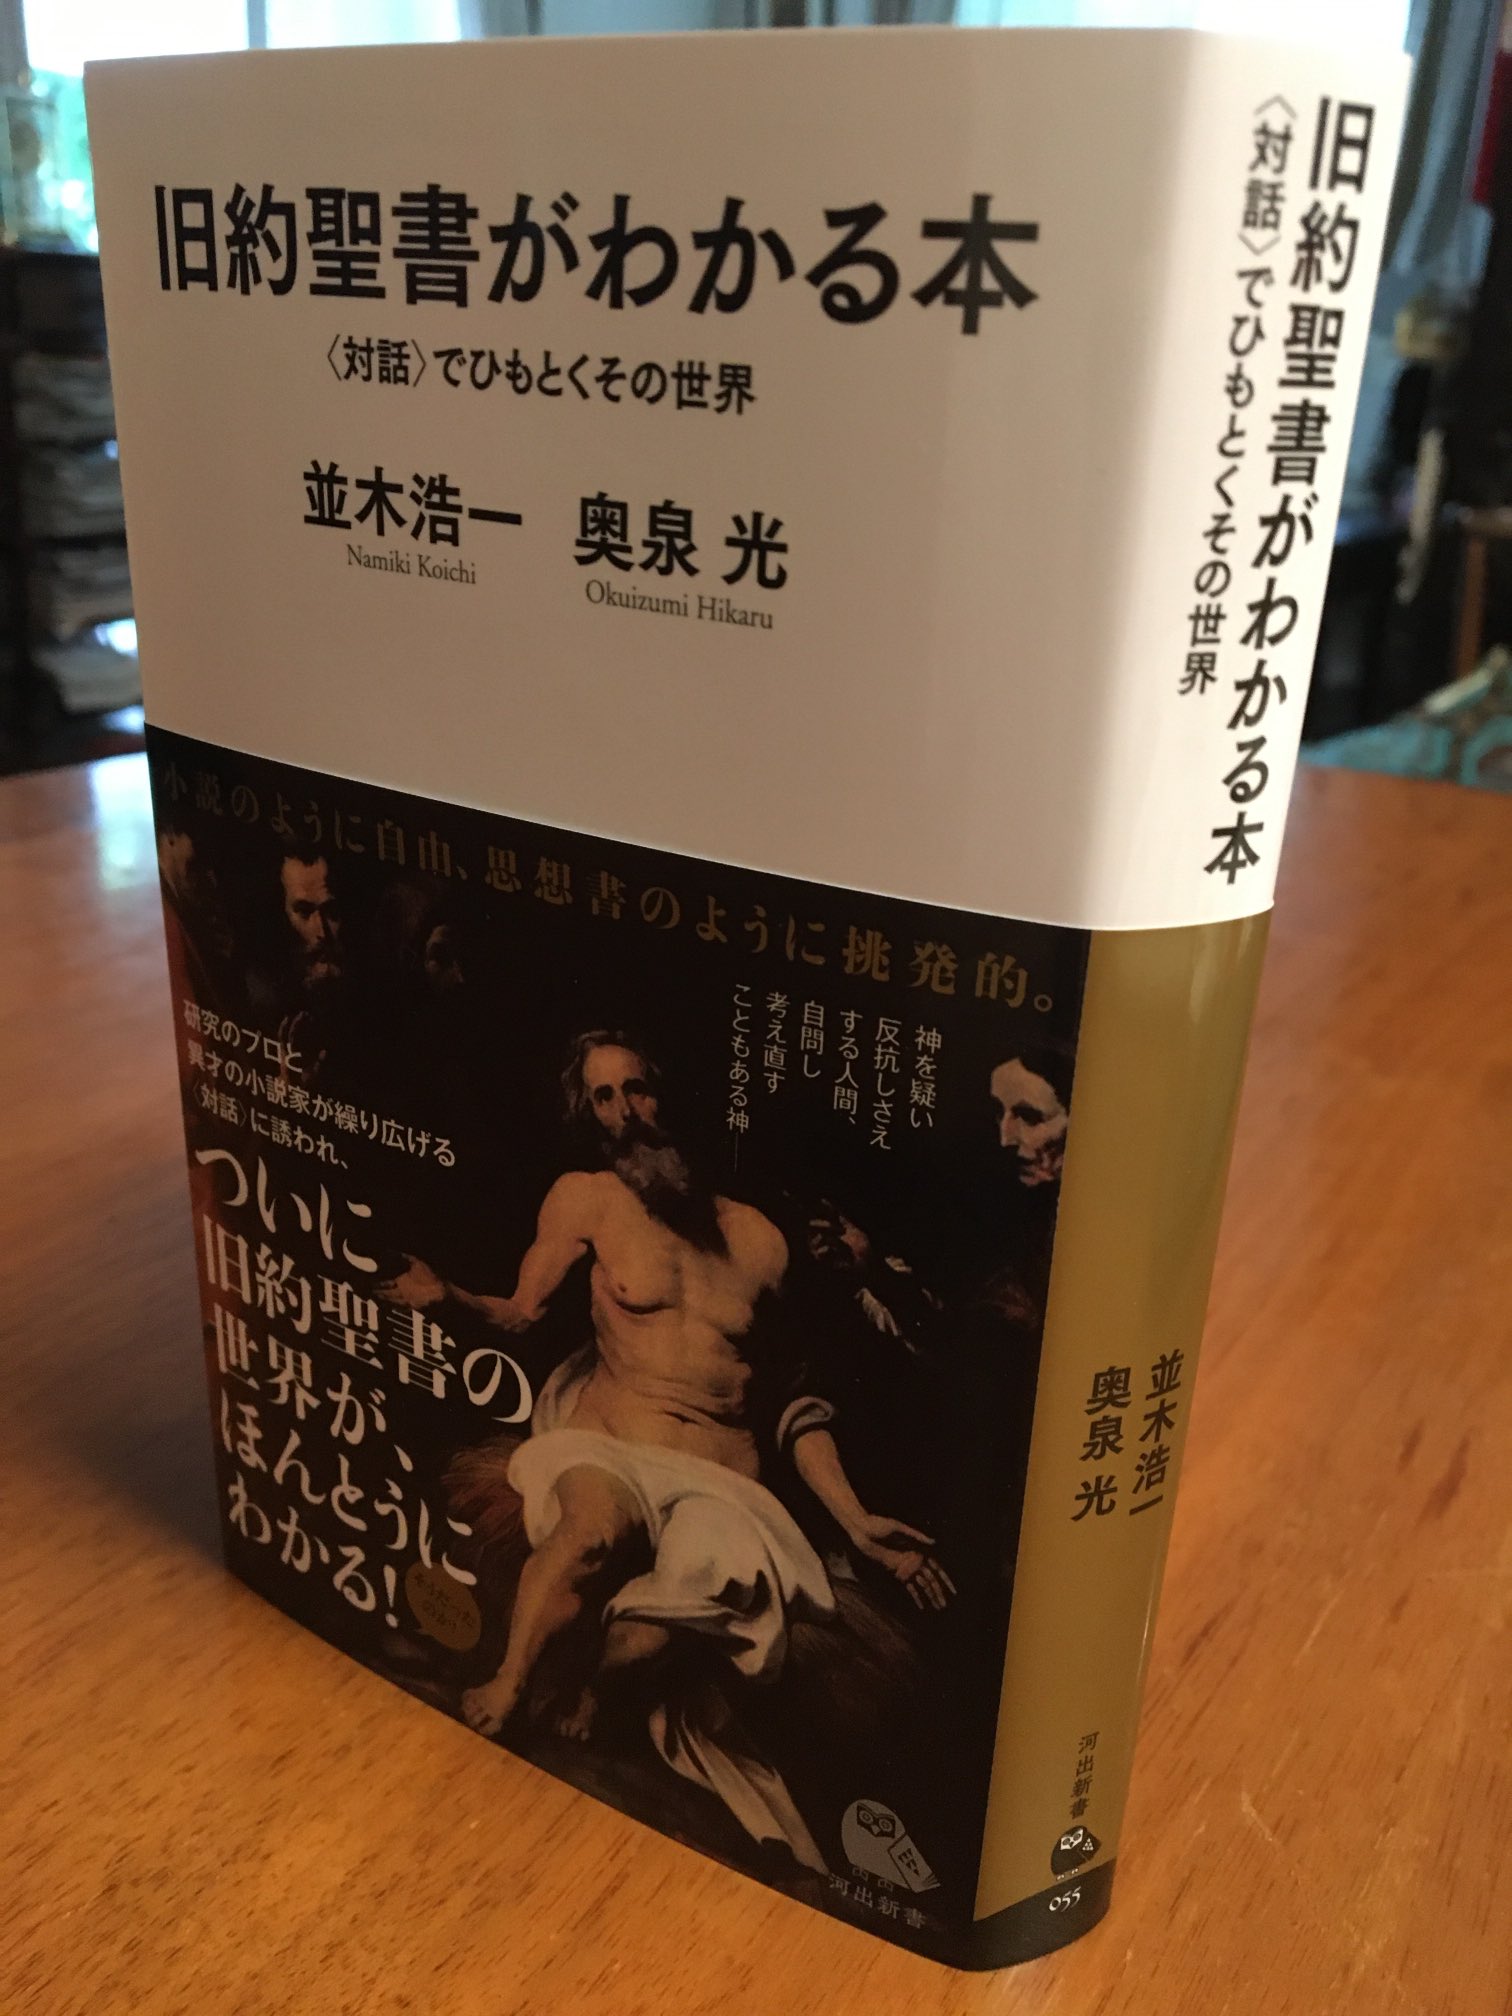 旧約聖書がわかる本
〈対話〉でひもとくその世界
並木浩一 奥泉 光
Namiki Koichi Okuizumi Hikaru
小説のように自由、思想書のように挑発的。
神を疑い
反抗しさえ
する人間、
自問し
考え直す
こともある神――
研究のプロと
異才の小説家が繰り広げる
〈対話〉に誘われ、
ついに
旧約聖書の
世界が、
ほんとうに
わかる!
そうだった
のか!
河出新書
旧約聖書がわかる本
〈対話〉でひもとくその世界
並木浩一
奥泉 光
河出新書
055